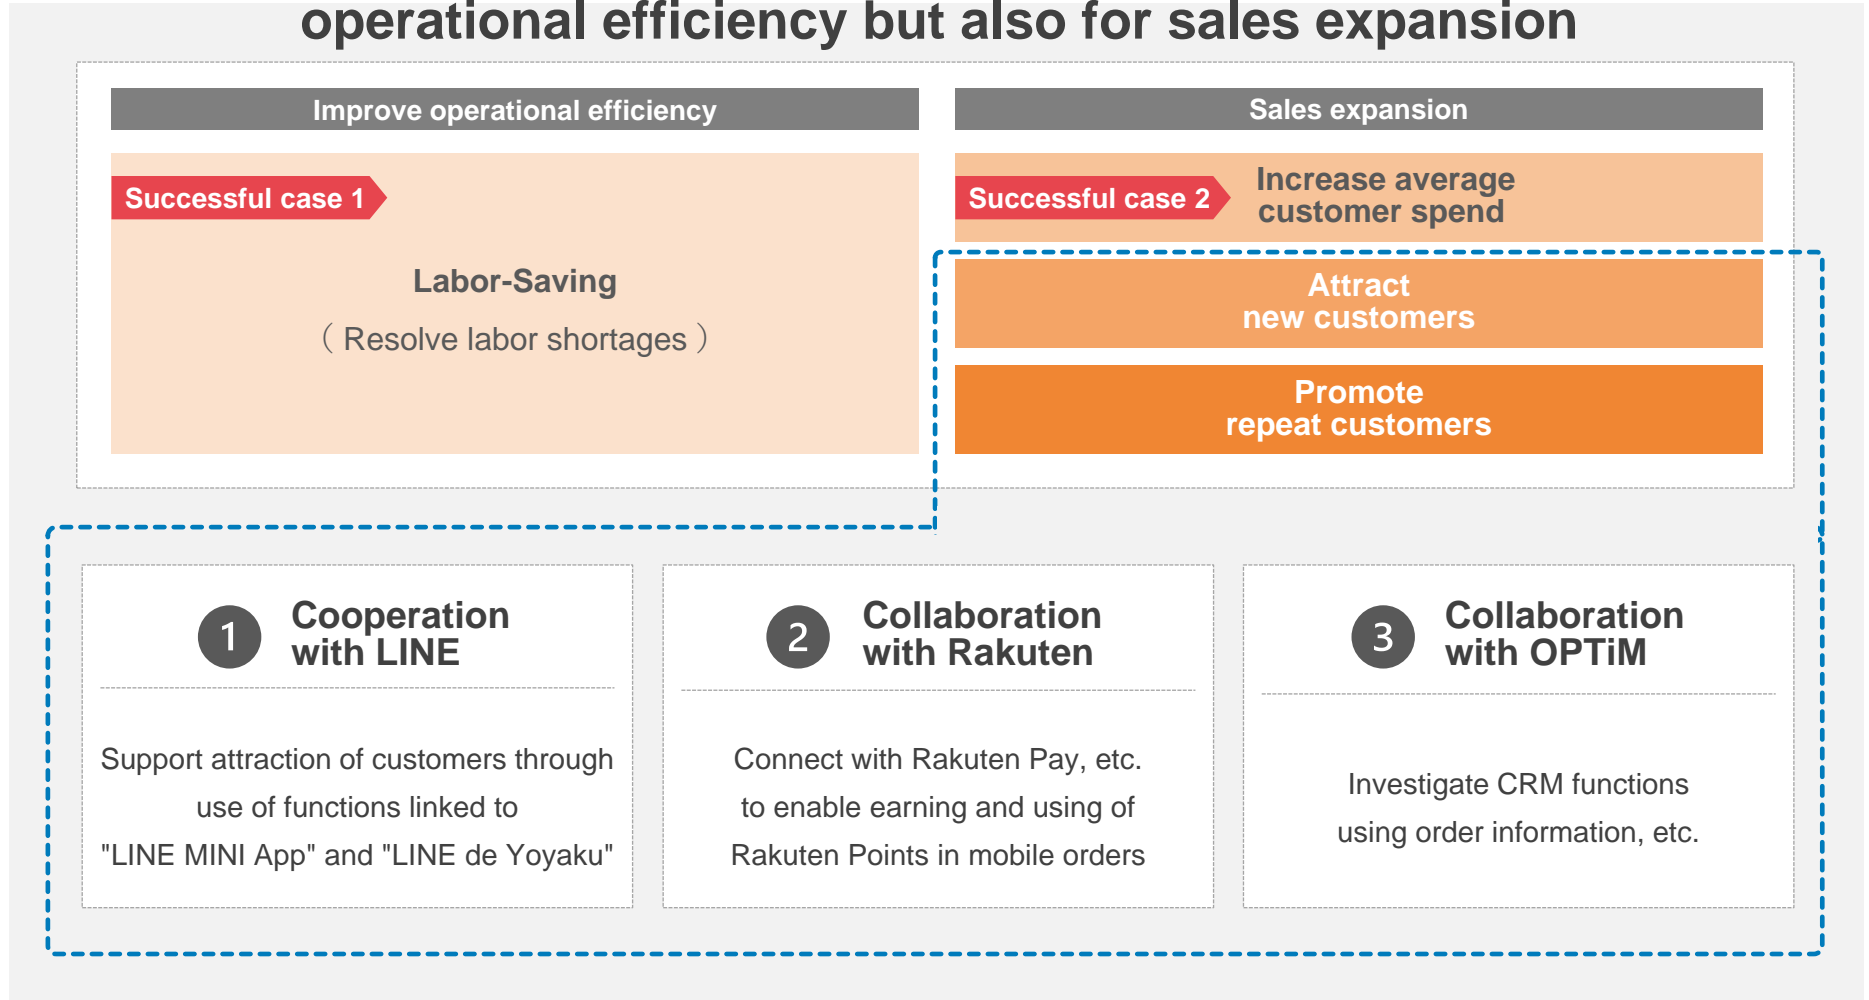 operational efficiency but also for sales expansion
Improve operational efficiency
Successful case 1
Labor-Saving
（ Resolve labor shortages ）
Sales expansion
Successful case 2
Increase average
customer spend
Attract
new customers
Promote
repeat customers
1
Cooperation
with LINE
Support attraction of customers through
use of functions linked to
"LINE MINI App" and "LINE de Yoyaku"
2
Collaboration
with Rakuten
Connect with Rakuten Pay, etc.
to enable earning and using of
Rakuten Points in mobile orders
3
Collaboration
with OPTiM
Investigate CRM functions
using order information, etc.